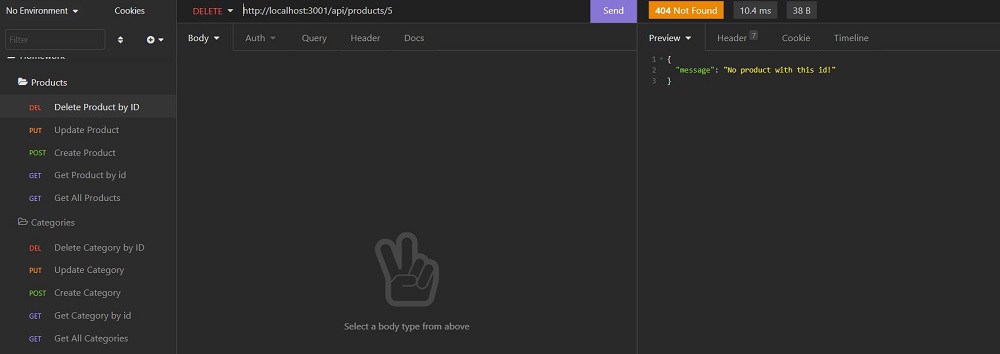 No Environment Cookies
Filter
Products
DEL Delete Product by ID
PUT Update Product
POST Create Product
GET Get Product by id
GET Get All Products
Categories
DEL Delete Category by ID
PUT Update Category
POST Create Category
GET Get Category by id
GET Get All Categories
DELETE http://localhost:3001/api/products/5 Send
Body Auth Query Header Docs
Select a body type from above
404 Not Found 10.4 ms 38 B
Preview Header 7 Cookie Timeline
1 {
2 "message": "No product with this id!"
3 }